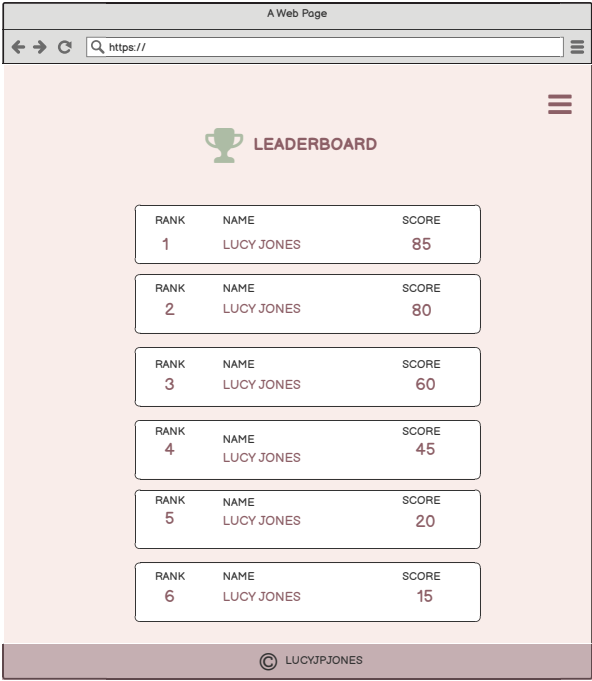 A Web Page
https://
LEADERBOARD
RANK NAME SCORE
1 LUCY JONES 85
RANK NAME SCORE
2 LUCY JONES 80
RANK NAME SCORE
3 LUCY JONES 60
RANK NAME SCORE
4 LUCY JONES 45
RANK NAME SCORE
5 LUCY JONES 20
RANK NAME SCORE
6 LUCY JONES 15
© LUCYJPJONES